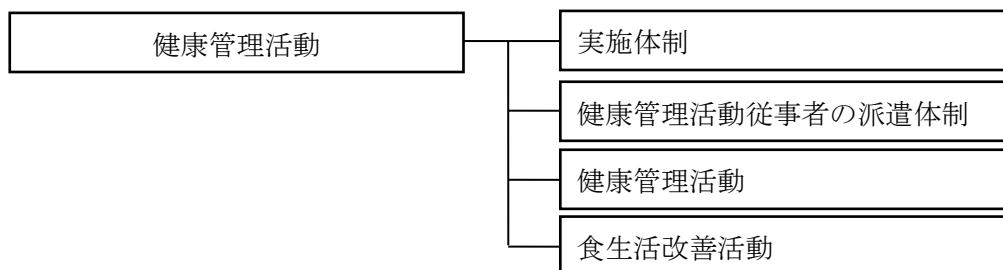 健康管理活動
実施体制
健康管理活動従事者の派遣体制
健康管理活動
食生活改善活動